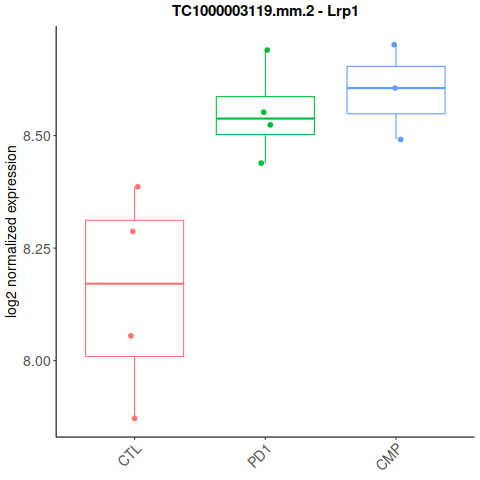 TC1000003119.mm.2 - Lrp1
log2 normalized expression
8.50
8.25
8.00
CTL
PD1
CMP